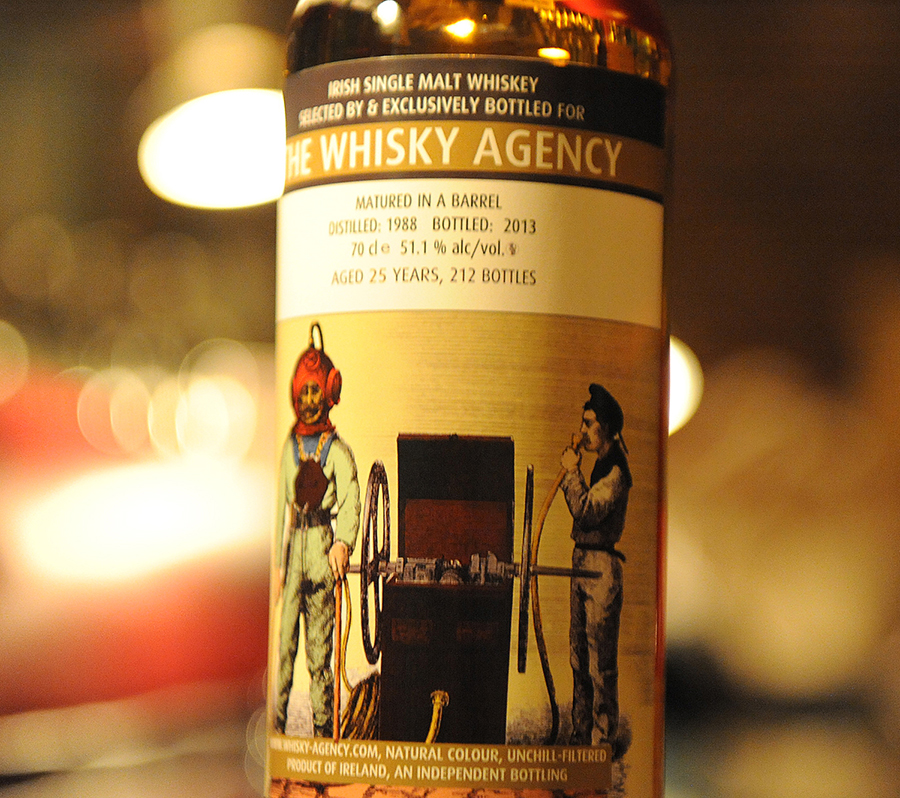 IRISH SINGLE MALT WHISKEY
SELECTED BY & EXCLUSIVELY BOTTLED FOR
THE WHISKY AGENCY
MATURED IN A BARREL
DISTILLED: 1988 BOTTLED: 2013
70 cl e 51.1 % alc/vol.
AGED 25 YEARS, 212 BOTTLES
WHISKY-AGENCY.COM, NATURAL COLOUR, UNCHILL-FILTERED
PRODUCT OF IRELAND, AN INDEPENDENT BOTTLING